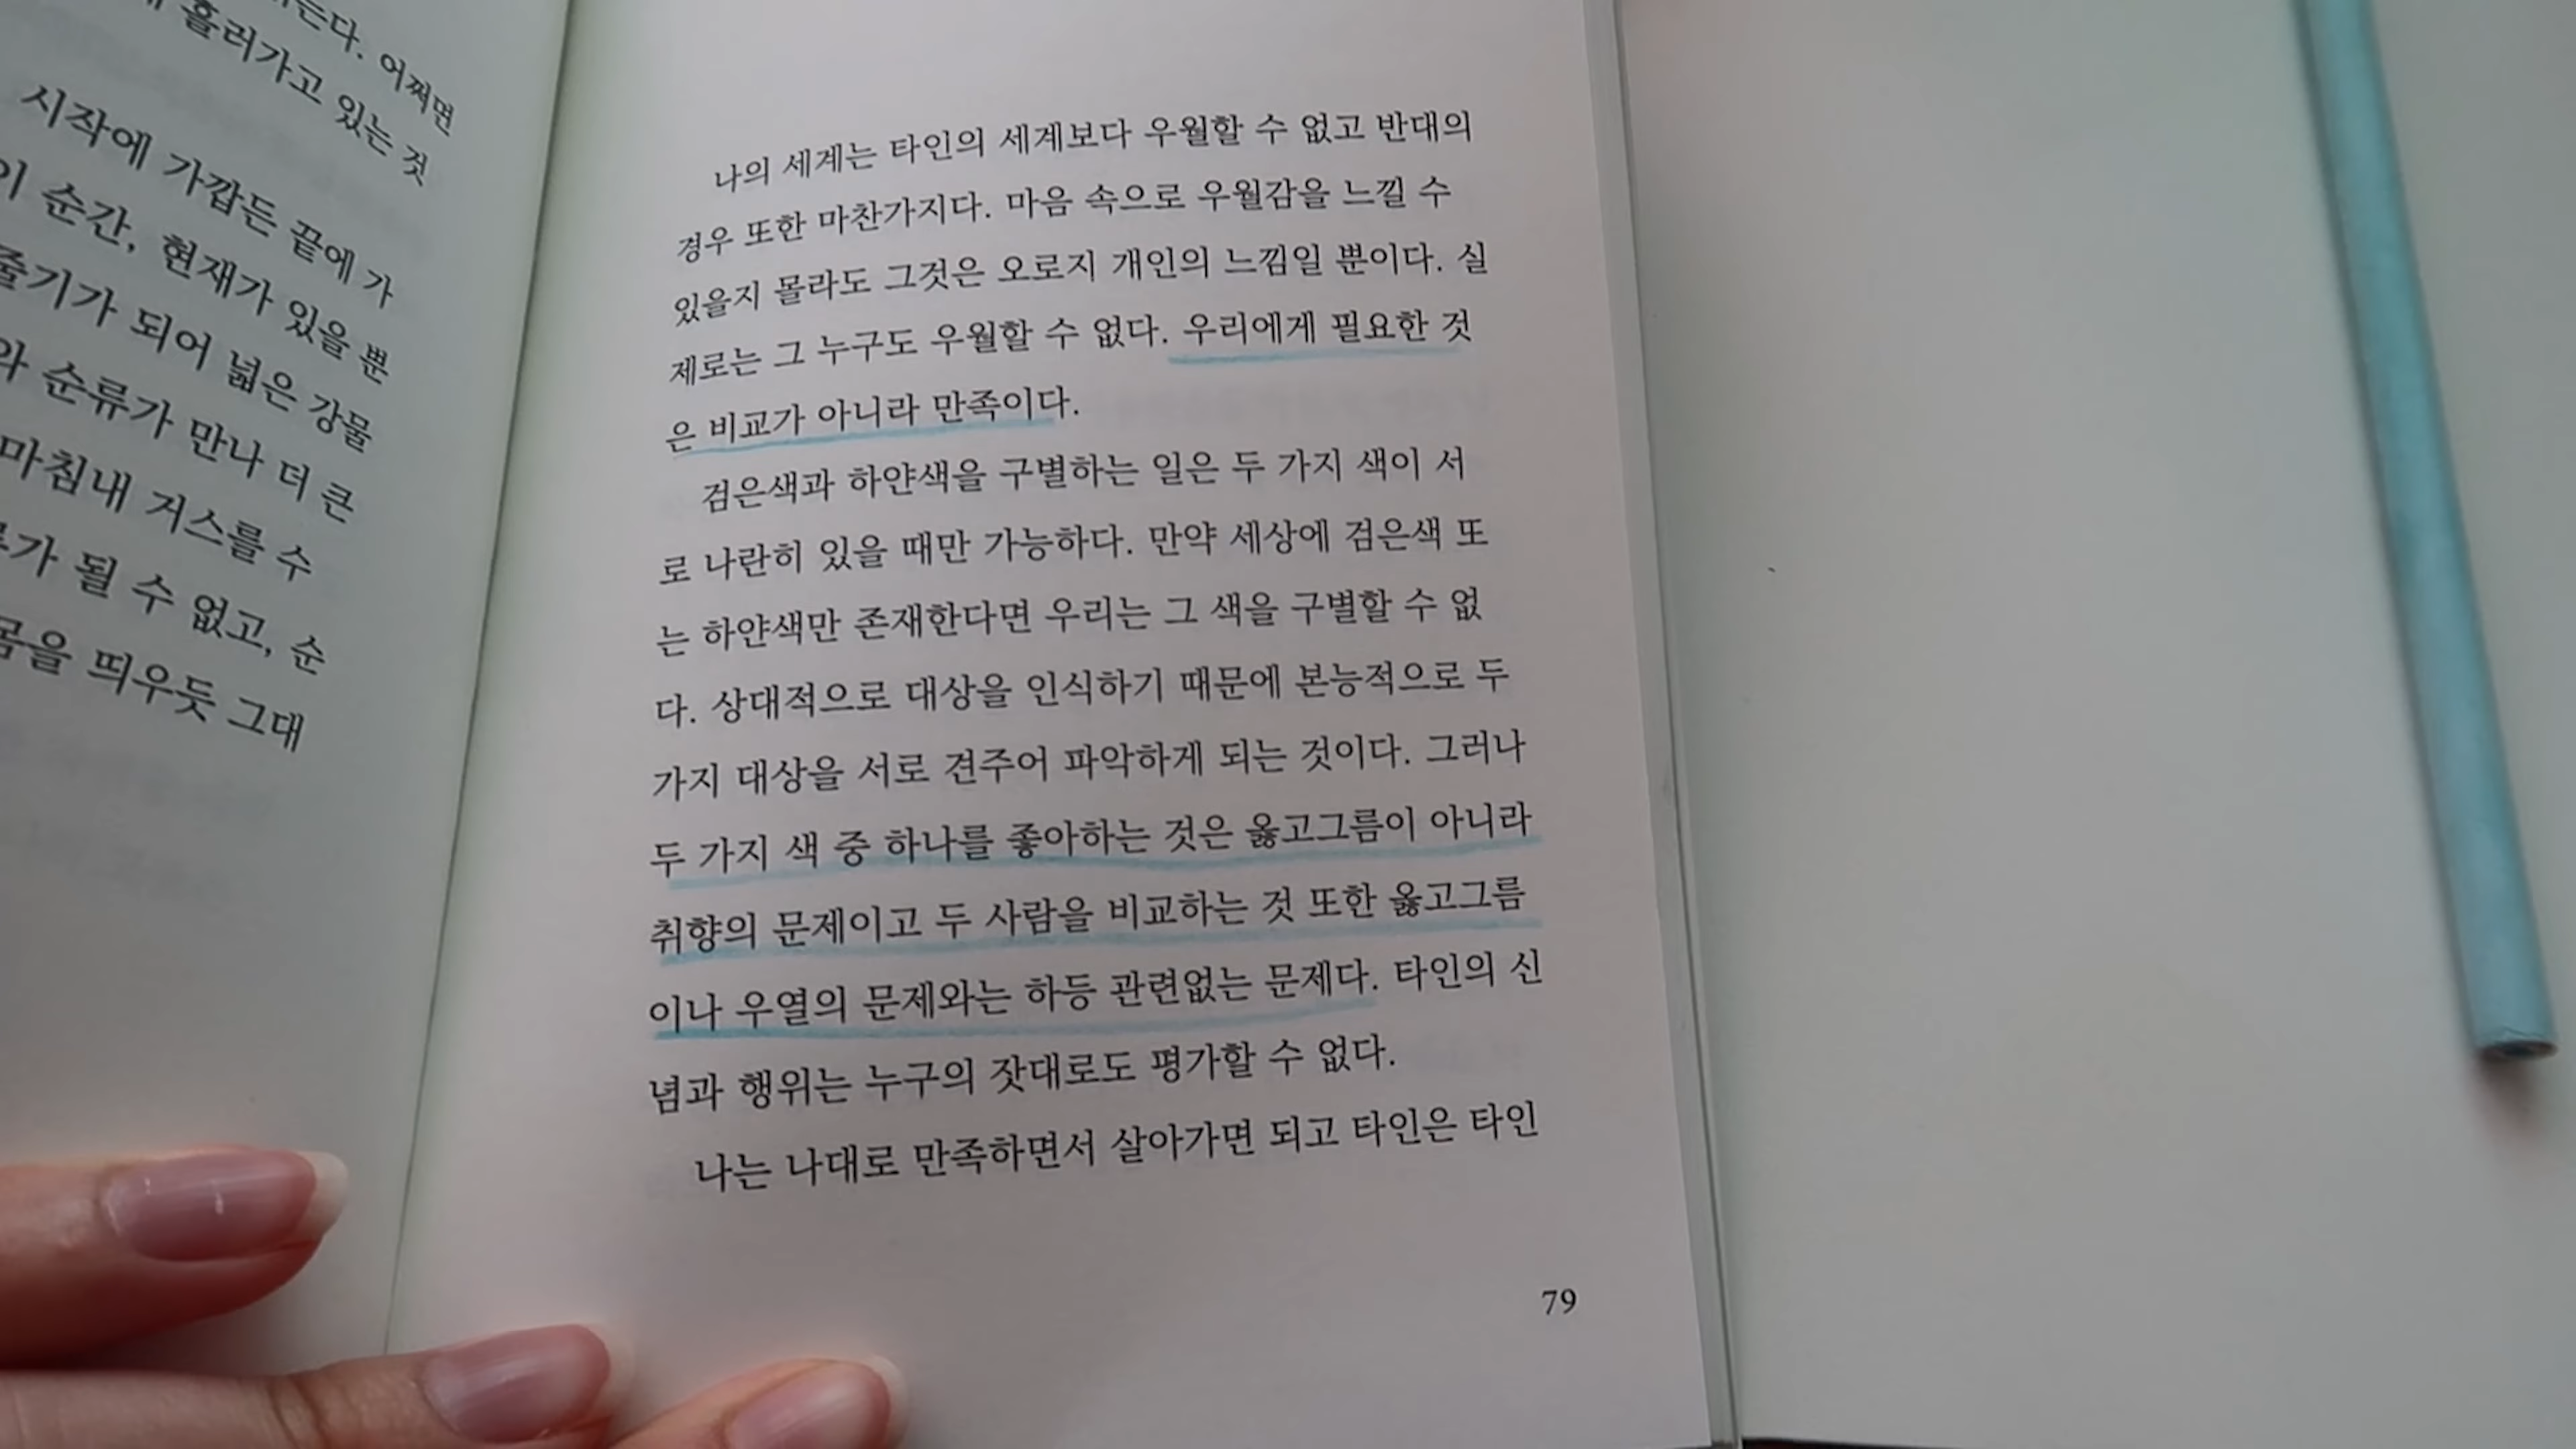 는다. 어쩌면
흘러가고 있는 것
시작에 가깝든 끝에 가
이 순간, 현재가 있을 뿐
줄기가 되어 넓은 강물
와 순류가 만나 더 큰
마침내 거스를 수
가 될 수 없고, 순
몸을 띄우듯 그대
나의 세계는 타인의 세계보다 우월할 수 없고 반대의
경우 또한 마찬가지다. 마음 속으로 우월감을 느낄 수
있을지 몰라도 그것은 오로지 개인의 느낌일 뿐이다. 실
제로는 그 누구도 우월할 수 없다. 우리에게 필요한 것
은 비교가 아니라 만족이다.
검은색과 하얀색을 구별하는 일은 두 가지 색이 서
로 나란히 있을 때만 가능하다. 만약 세상에 검은색 또
는 하얀색만 존재한다면 우리는 그 색을 구별할 수 없
다. 상대적으로 대상을 인식하기 때문에 본능적으로 두
가지 대상을 서로 견주어 파악하게 되는 것이다. 그러나
두 가지 색 중 하나를 좋아하는 것은 옳고그름이 아니라
취향의 문제이고 두 사람을 비교하는 것 또한 옳고그름
이나 우열의 문제와는 하등 관련없는 문제다. 타인의 신
념과 행위는 누구의 잣대로도 평가할 수 없다.
나는 나대로 만족하면서 살아가면 되고 타인은 타인
79